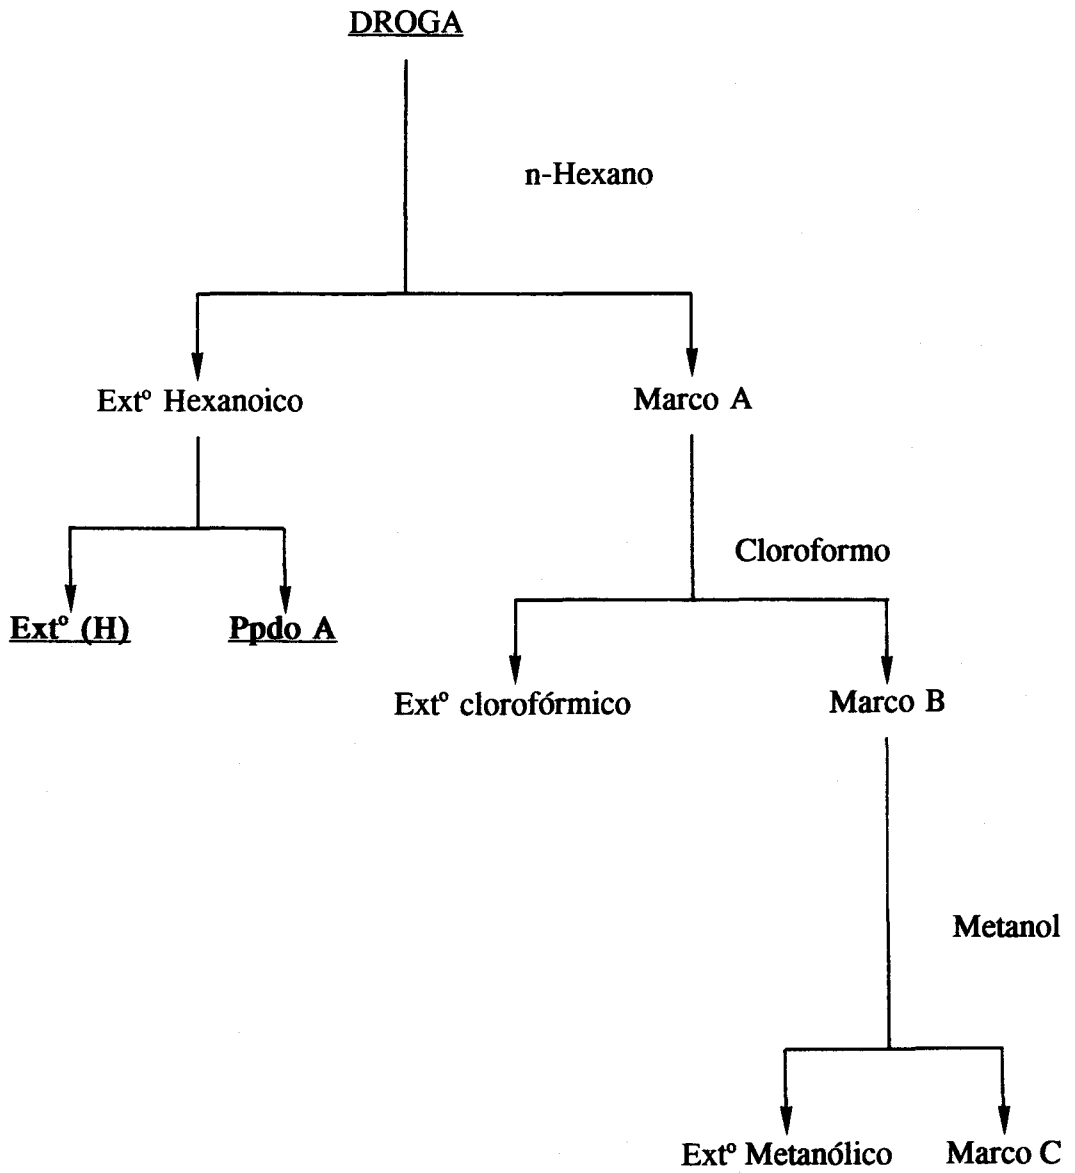 DROGA
n-Hexano
Extº Hexanoico
Marco A
Cloroformo
Extº (H)
Ppdo A
Extº clorofórmico
Marco B
Metanol
Extº Metanólico
Marco C